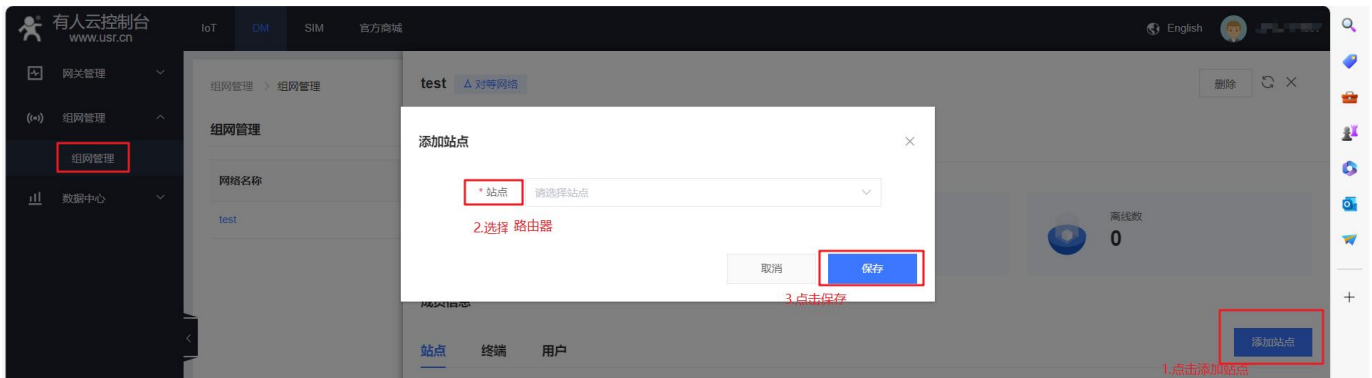 有人云控制台
www.usr.cn
IoT
DM
SIM
官方商城
English
网关管理
组网管理
组网管理
数据中心
组网管理 > 组网管理
组网管理
网络名称
test
test 对等网络
删除
添加站点
* 站点 请选择站点
2.选择 路由器
取消
保存
3.点击保存
离线数
0
成员信息
站点
终端
用户
添加站点
1.点击添加站点